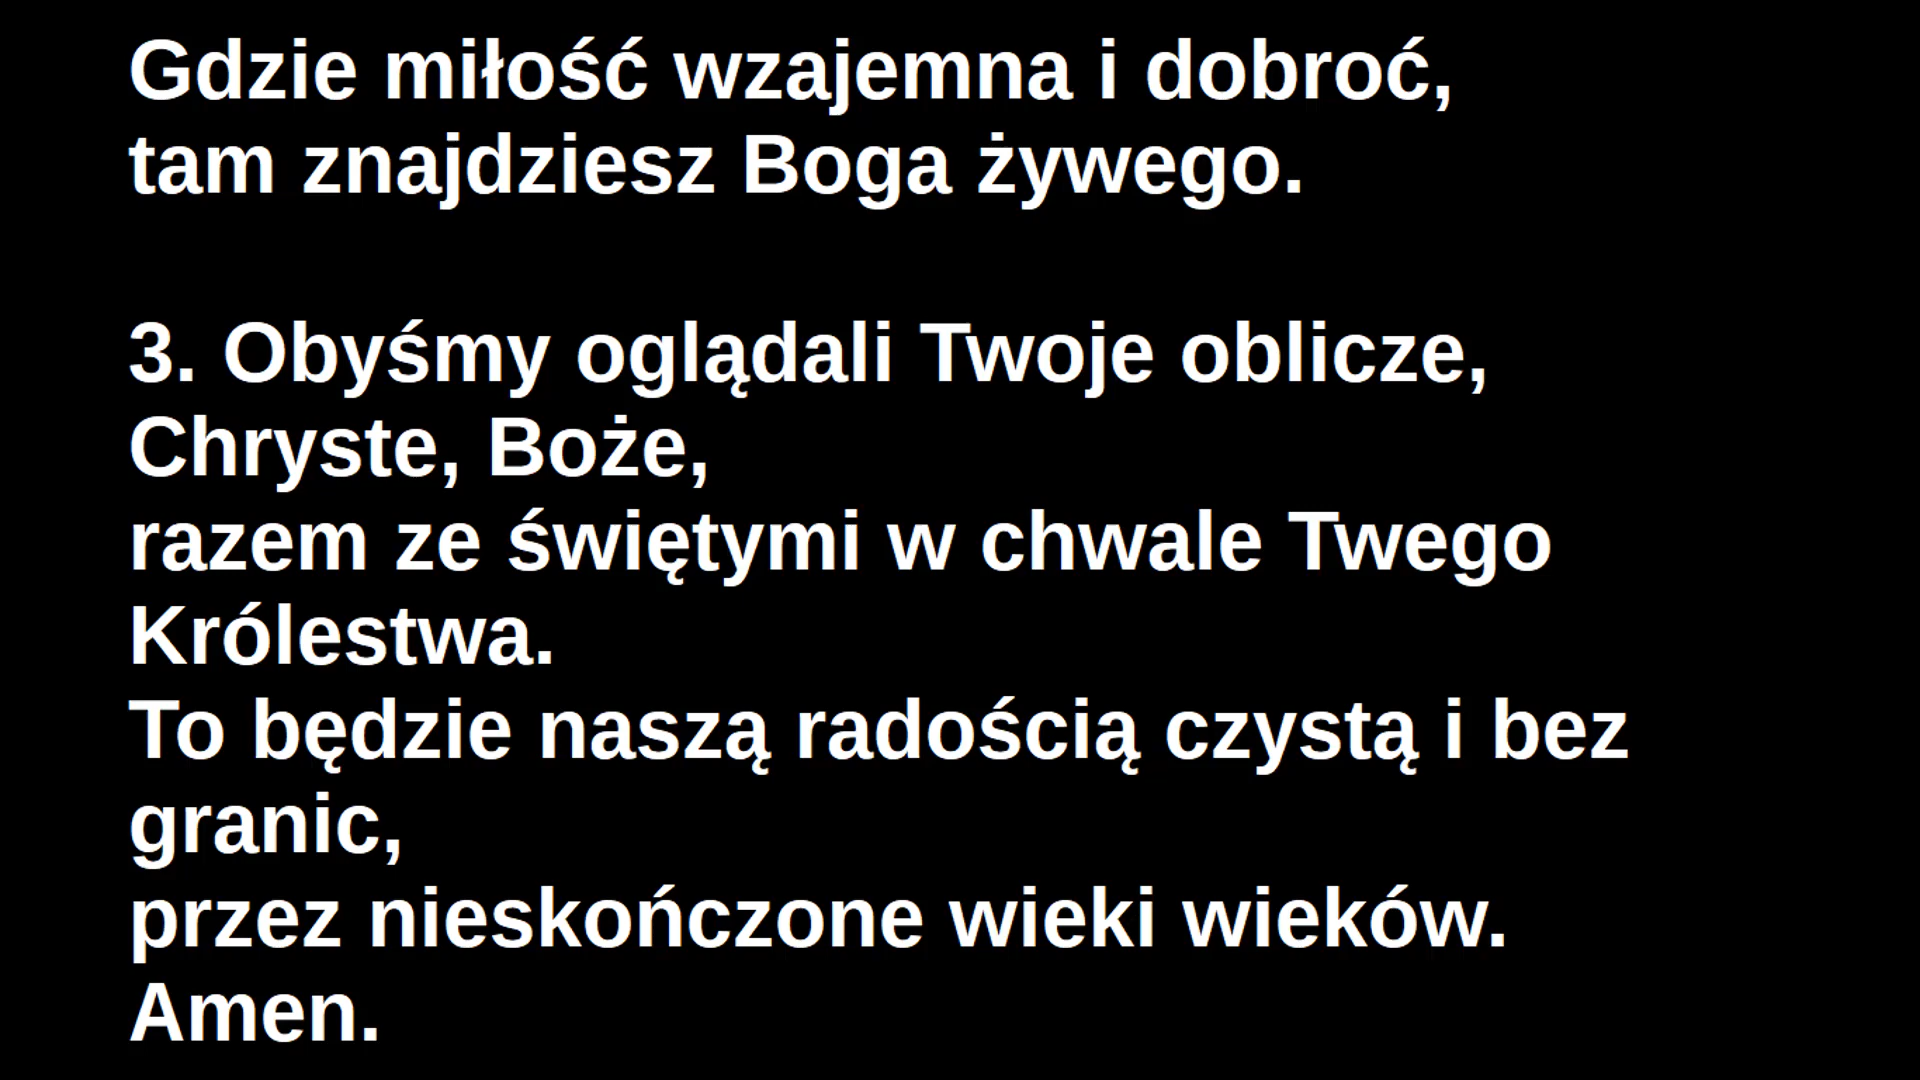 Gdzie miłość wzajemna i dobroć,
tam znajdziesz Boga żywego.
3. Obyśmy oglądali Twoje oblicze,
Chryste, Boże,
razem ze świętymi w chwale Twego
Królestwa.
To będzie naszą radością czystą i bez
granic,
przez nieskończone wieki wieków.
Amen.